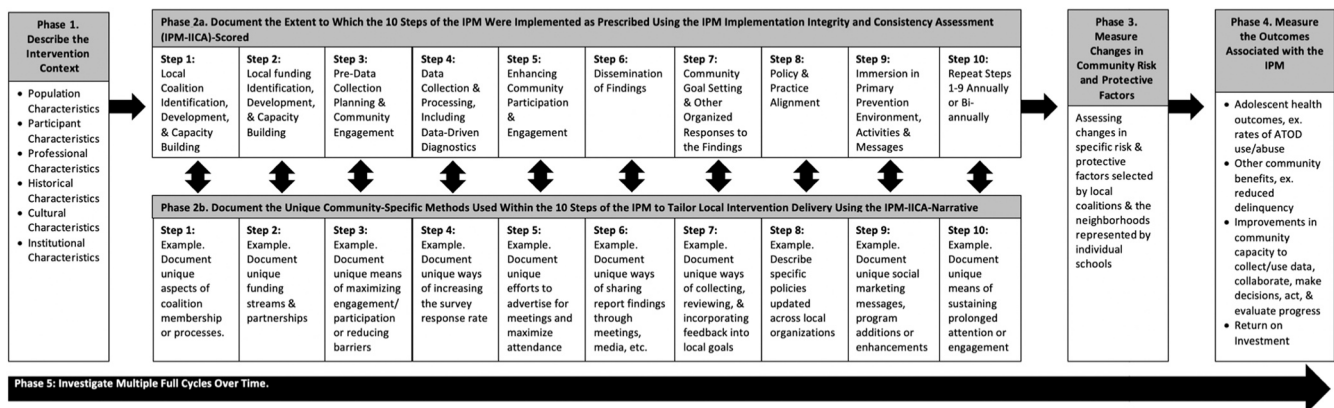 Phase 1.
Describe the
Intervention
Context
• Population
Characteristics
• Participant
Characteristics
• Professional
Characteristics
• Historical
Characteristics
• Cultural
Characteristics
• Institutional
Characteristics
Phase 2a. Document the Extent to Which the 10 Steps of the IPM Were Implemented as Prescribed Using the IPM Implementation Integrity and Consistency Assessment
(IPM-IICA)-Scored
Step 1:
Local
Coalition
Identification,
Development,
& Capacity
Building
Step 2:
Local funding
Identification,
Development,
& Capacity
Building
Step 3:
Pre-Data
Collection
Planning &
Community
Engagement
Step 4:
Data
Collection &
Processing,
Including
Data-Driven
Diagnostics
Step 5:
Enhancing
Community
Participation
&
Engagement
Step 6:
Dissemination
of Findings
Step 7:
Community
Goal Setting
& Other
Organized
Responses to
the Findings
Step 8:
Policy &
Practice
Alignment
Step 9:
Immersion in
Primary
Prevention
Environment,
Activities &
Messages
Step 10:
Repeat Steps
1-9 Annually
or Bi-
annually
Phase 2b. Document the Unique Community-Specific Methods Used Within the 10 Steps of the IPM to Tailor Local Intervention Delivery Using the IPM-IICA-Narrative
Step 1:
Example.
Document
unique
aspects of
coalition
membership
or processes.
Step 2:
Example.
Document
unique
funding
streams &
partnerships
Step 3:
Example.
Document
unique means
of maximizing
engagement/
participation
or reducing
barriers
Step 4:
Example.
Document
unique ways
of increasing
the survey
response rate
Step 5:
Example.
Document
unique
efforts to
advertise for
meetings and
maximize
attendance
Step 6:
Example.
Document
unique ways
of sharing
report findings
through
meetings,
media, etc.
Step 7:
Example.
Document
unique ways
of collecting,
reviewing, &
incorporating
feedback into
local goals
Step 8:
Example.
Describe
specific
policies
updated
across local
organizations
Step 9:
Example.
Document
unique social
marketing
messages,
program
additions or
enhancements
Step 10:
Example.
Document
unique
means of
sustaining
prolonged
attention or
engagement
Phase 3.
Measure
Changes in
Community Risk
and Protective
Factors
Assessing
changes in
specific risk &
protective
factors selected
by local
coalitions & the
neighborhoods
represented by
individual
schools
Phase 4. Measure
the Outcomes
Associated with the
IPM
• Adolescent health
outcomes, ex.
rates of ATOD
use/abuse
• Other community
benefits, ex.
reduced
delinquency
• Improvements in
community
capacity to
collect/use data,
collaborate, make
decisions, act, &
evaluate progress
• Return on
Investment
Phase 5: Investigate Multiple Full Cycles Over Time.